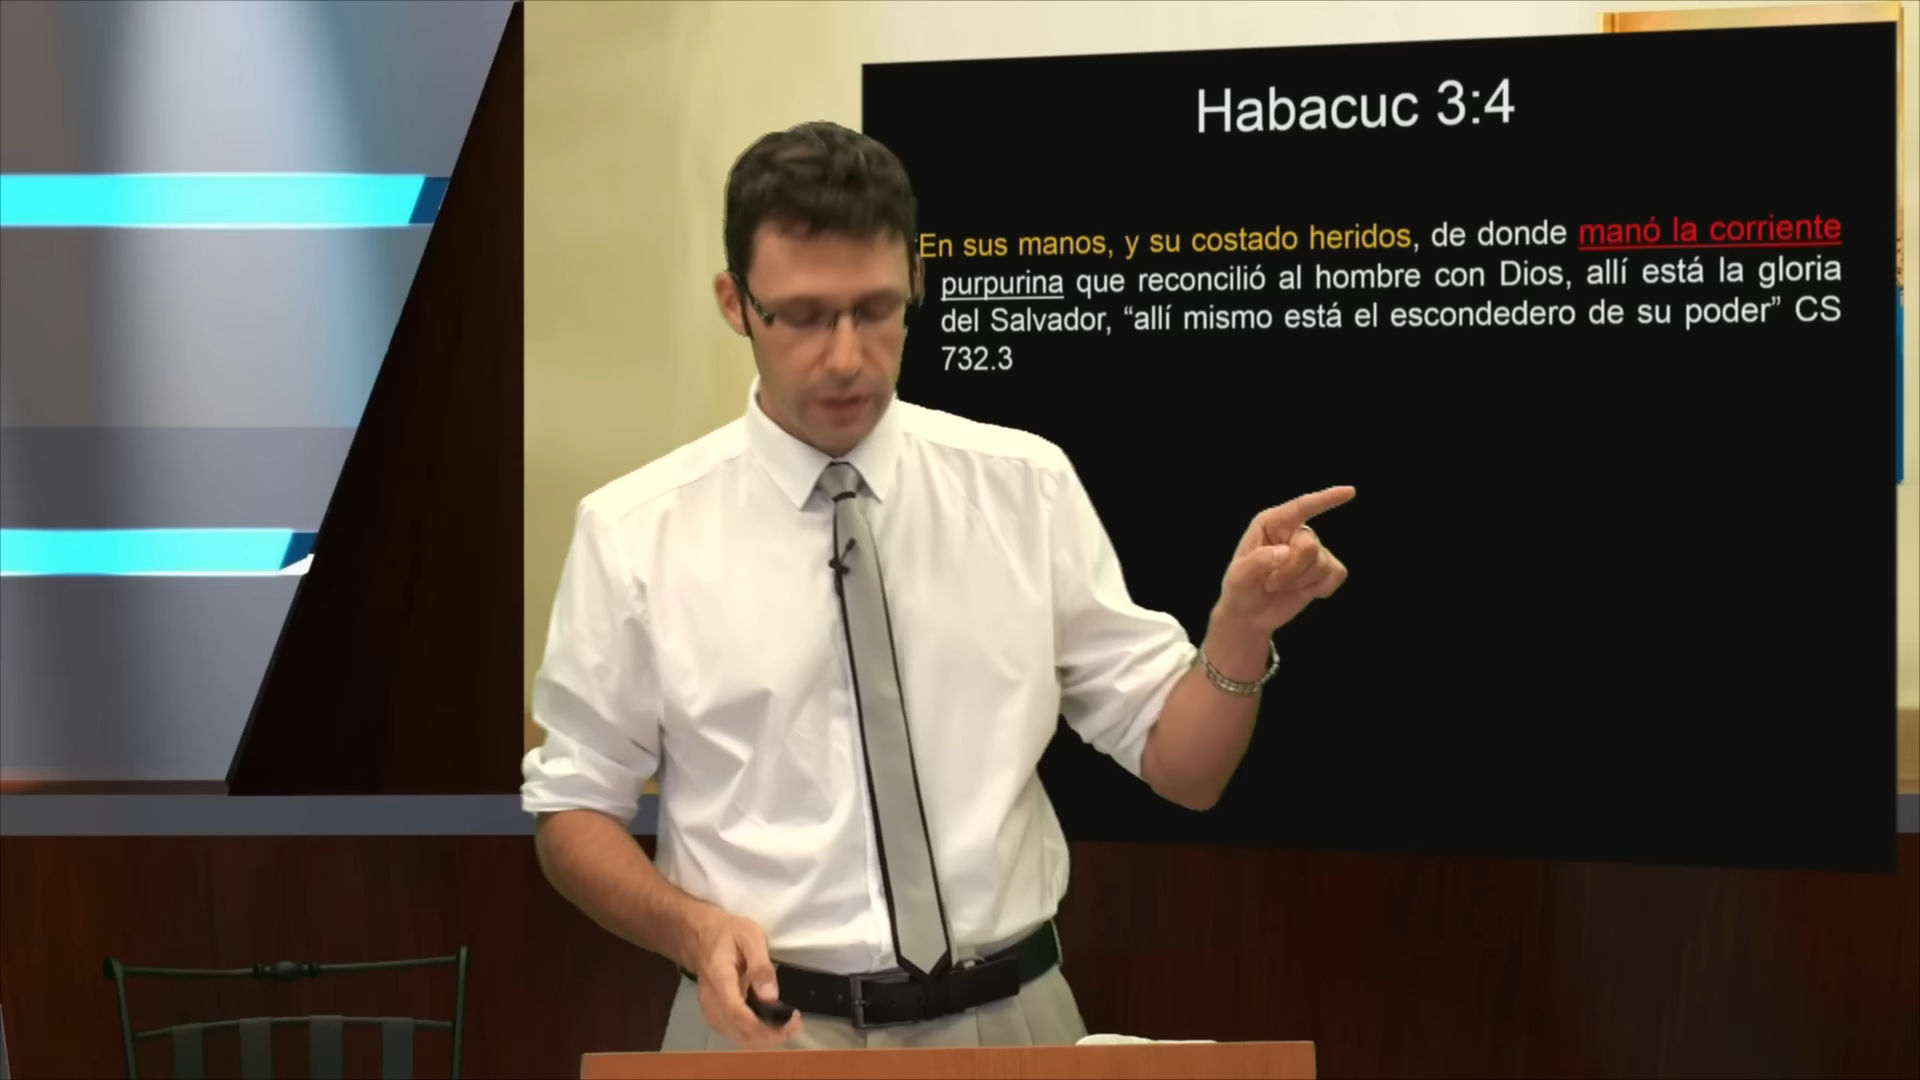 Habacuc 3:4
En sus manos, y su costado heridos, de donde manó la corriente
purpurina que reconcilió al hombre con Dios, allí está la gloria
del Salvador, “allí mismo está el escondedero de su poder” CS
732.3